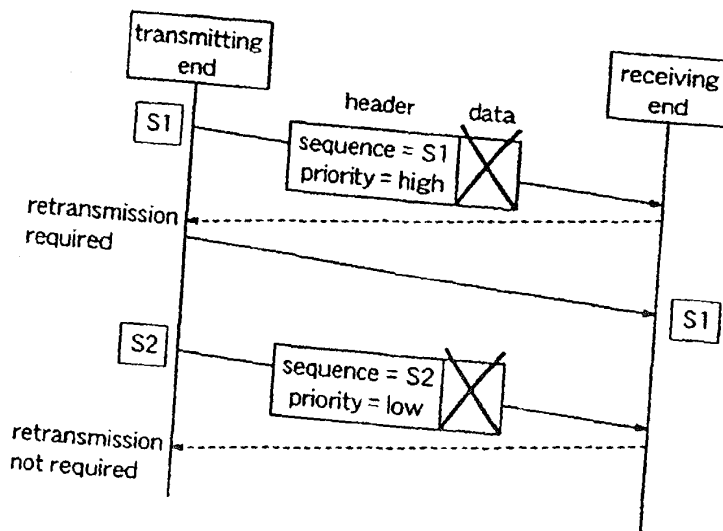 transmitting
end
receiving
end
header
data
S1
sequence = S1
priority = high
retransmission
required
S1
S2
sequence = S2
priority = low
retransmission
not required